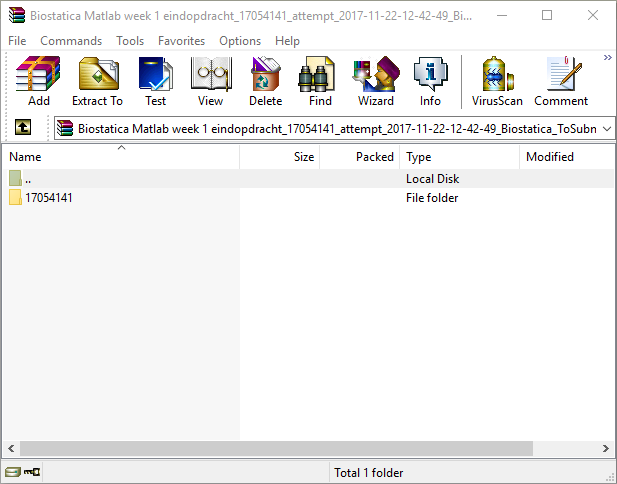 Biostatica Matlab week 1 eindopdracht_17054141_attempt_2017-11-22-12-42-49_Bio...
File Commands Tools Favorites Options Help
Add Extract To Test View Delete Find Wizard Info VirusScan Comment
Biostatica Matlab week 1 eindopdracht_17054141_attempt_2017-11-22-12-42-49_Biostatica_ToSubn
Name Size Packed Type Modified
.. Local Disk
17054141 File folder
Total 1 folder